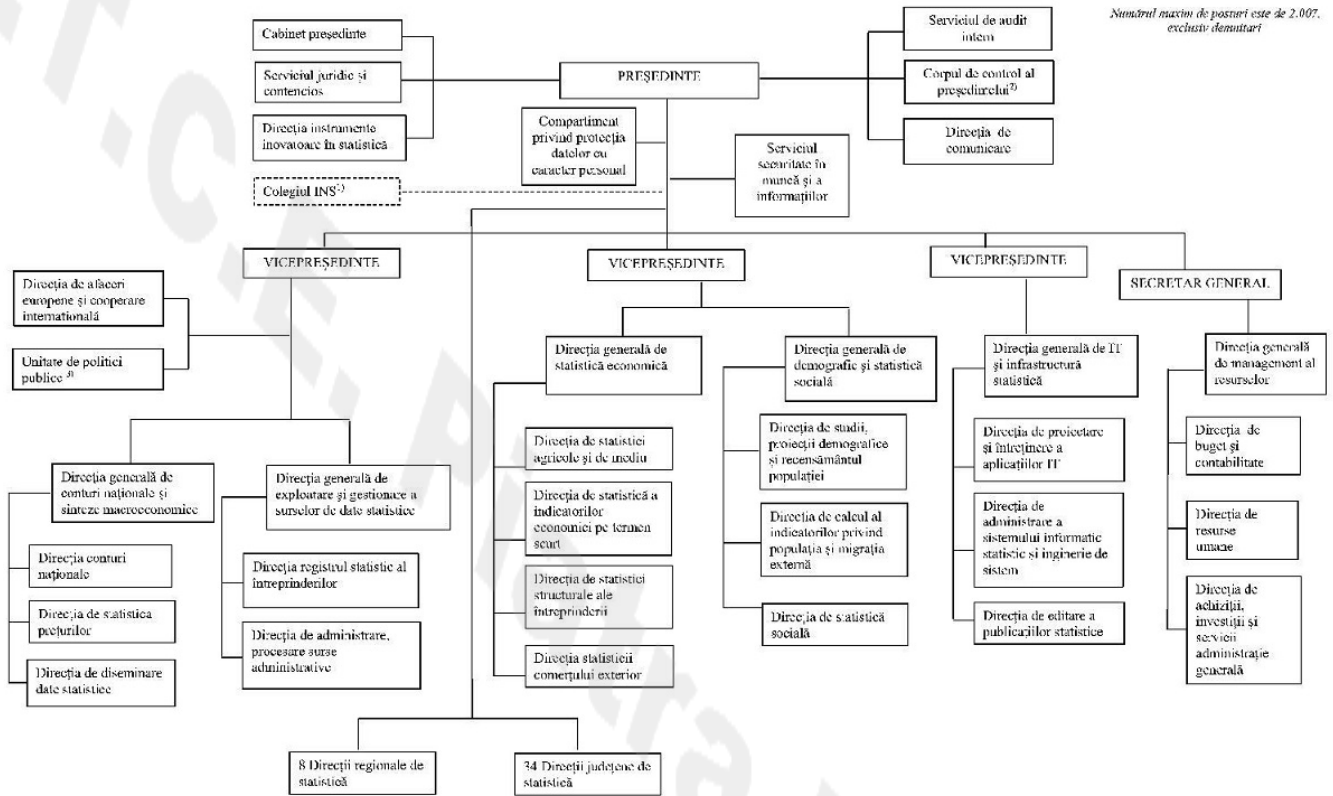 Numărul maxim de posturi este de 2.007,
exclusiv demnitari
Cabinet președinte
Serviciul juridic și
contencios
Direcția instrumente
inovatoare în statistică
Colegiul INS1)
PREȘEDINTE
Compartiment
privind protecția
datelor cu
caracter personal
Serviciul
securitate în
muncă și a
informațiilor
Serviciul de audit
intern
Corpul de control al
președintelui2)
Direcția de
comunicare
VICEPREȘEDINTE
VICEPREȘEDINTE
VICEPREȘEDINTE
SECRETAR GENERAL
Direcția de afaceri
europene și cooperare
internatională
Unitate de politici
publice 3)
Direcția generală de
conturi naționale și
sinteze macroeconomice
Direcția conturi
naționale
Direcția de statistica
prețurilor
Direcția de diseminare
date statistice
Direcția generală de
exploatare și gestionare a
surselor de date statistice
Direcția registrul statistic al
întreprinderilor
Direcția de administrare,
procesare surse
administrative
Direcția generală de
statistică economică
Direcția de statistici
agricole și de mediu
Direcția de statistică a
indicatorilor
economici pe termen
scurt
Direcția de statistici
structurale ale
întreprinderii
Direcția statisticii
comerțului exterior
Direcția generală de
demografie și statistică
socială
Direcția de studii,
proiecții demografice
și recensământul
populației
Direcția de calcul al
indicatorilor privind
populația și migrația
externă
Direcția de statistică
socială
Direcția generală de IT
și infrastructură
statistică
Direcția de proiectare
și întreținere a
aplicațiilor IT
Direcția de
administrare a
sistemului informatic
statistic și inginerie de
sistem
Direcția de editare a
publicațiilor statistice
Direcția generală
de management al
resurselor
Direcția de
buget și
contabilitate
Direcția de
resurse
umane
Direcția de
achiziții,
investiții și
servicii
administrație
generală
8 Direcții regionale de
statistică
34 Direcții județene de
statistică